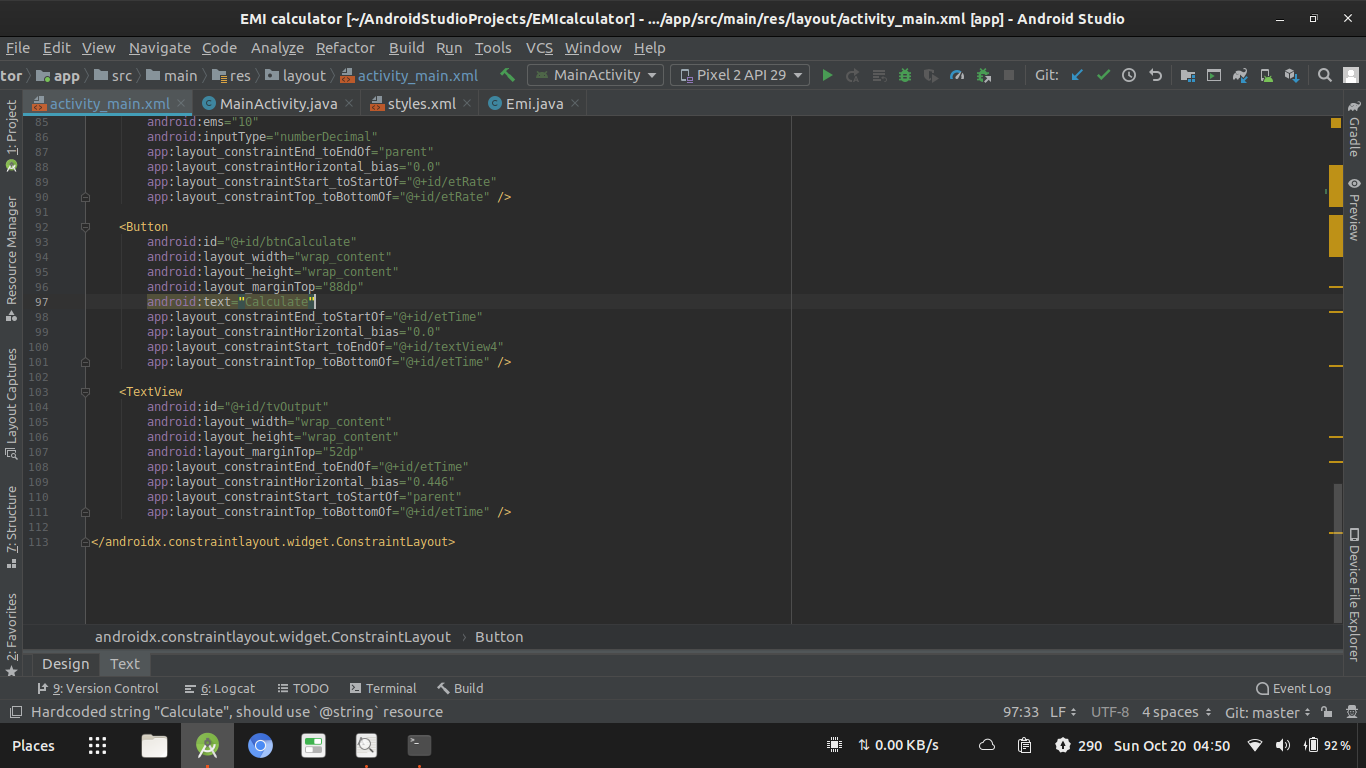 EMI calculator [~/AndroidStudioProjects/EMIcalculator] - .../app/src/main/res/layout/activity_main.xml [app] - Android Studio
File Edit View Navigate Code Analyze Refactor Build Run Tools VCS Window Help
tor app src main res layout activity_main.xml MainActivity Pixel 2 API 29 Git:
activity_main.xml MainActivity.java styles.xml Emi.java
85 android:ems="10"
86 android:inputType="numberDecimal"
87 app:layout_constraintEnd_toEndOf="parent"
88 app:layout_constraintHorizontal_bias="0.0"
89 app:layout_constraintStart_toStartOf="@+id/etRate"
90 app:layout_constraintTop_toBottomOf="@+id/etRate" />
91
92 <Button
93 android:id="@+id/btnCalculate"
94 android:layout_width="wrap_content"
95 android:layout_height="wrap_content"
96 android:layout_marginTop="88dp"
97 android:text="Calculate"
98 app:layout_constraintEnd_toStartOf="@+id/etTime"
99 app:layout_constraintHorizontal_bias="0.0"
100 app:layout_constraintStart_toEndOf="@+id/textView4"
101 app:layout_constraintTop_toBottomOf="@+id/etTime" />
102
103 <TextView
104 android:id="@+id/tvOutput"
105 android:layout_width="wrap_content"
106 android:layout_height="wrap_content"
107 android:layout_marginTop="52dp"
108 app:layout_constraintEnd_toEndOf="@+id/etTime"
109 app:layout_constraintHorizontal_bias="0.446"
110 app:layout_constraintStart_toStartOf="parent"
111 app:layout_constraintTop_toBottomOf="@+id/etTime" />
112
113 </androidx.constraintlayout.widget.ConstraintLayout>
1: Project
Resource Manager
Layout Captures
7: Structure
2: Favorites
Gradle
Preview
Device File Explorer
androidx.constraintlayout.widget.ConstraintLayout › Button
Design Text
9: Version Control 6: Logcat TODO Terminal Build Event Log
Hardcoded string "Calculate", should use `@string` resource 97:33 LF UTF-8 4 spaces Git: master
Places 0.00 KB/s 290 Sun Oct 20 04:50 92 %